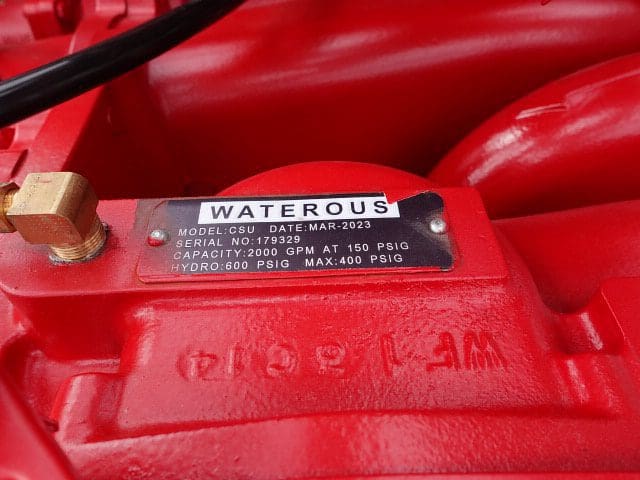 WATEROUS
MODEL:CSU DATE:MAR-2023
SERIAL NO:179329
CAPACITY:2000 GPM AT 150 PSIG
HYDRO:600 PSIG MAX:400 PSIG